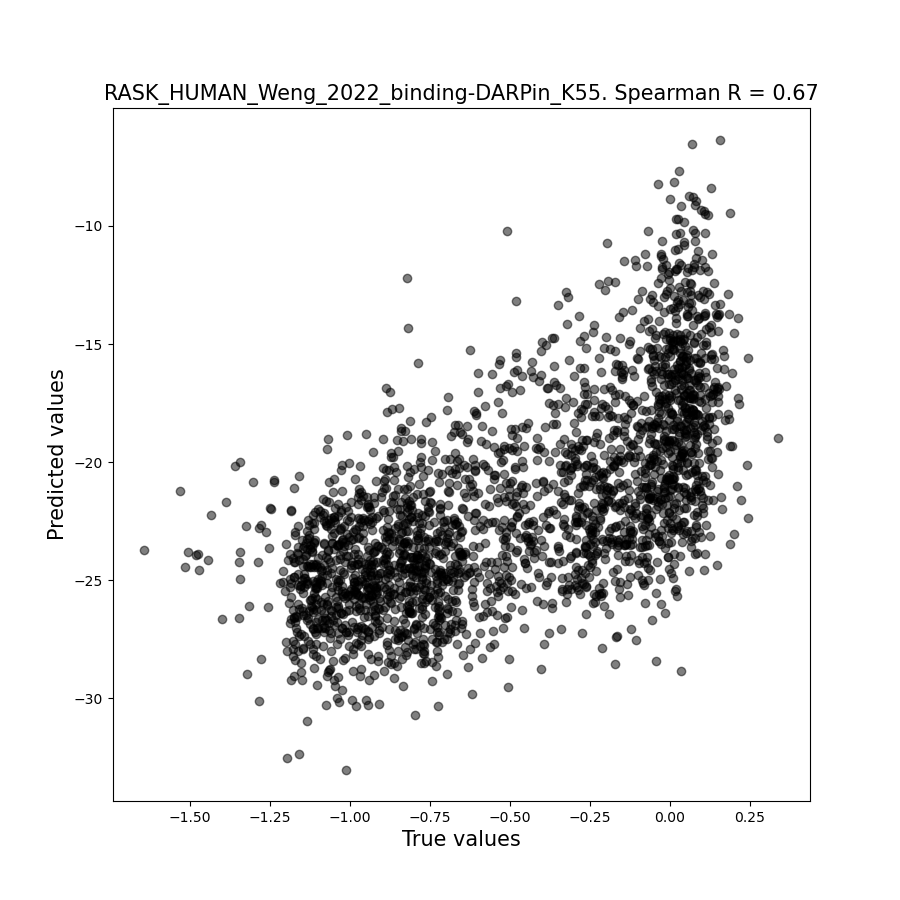 RASK_HUMAN_Weng_2022_binding-DARPin_K55. Spearman R = 0.67
Predicted values
−10
−15
−20
−25
−30
−1.50 −1.25 −1.00 −0.75 −0.50 −0.25 0.00 0.25
True values